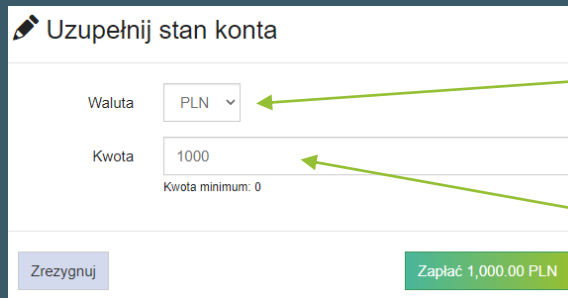 Uzupełnij stan konta
Waluta PLN
Kwota 1000
Kwota minimum: 0
Zrezygnuj Zapłać 1,000.00 PLN